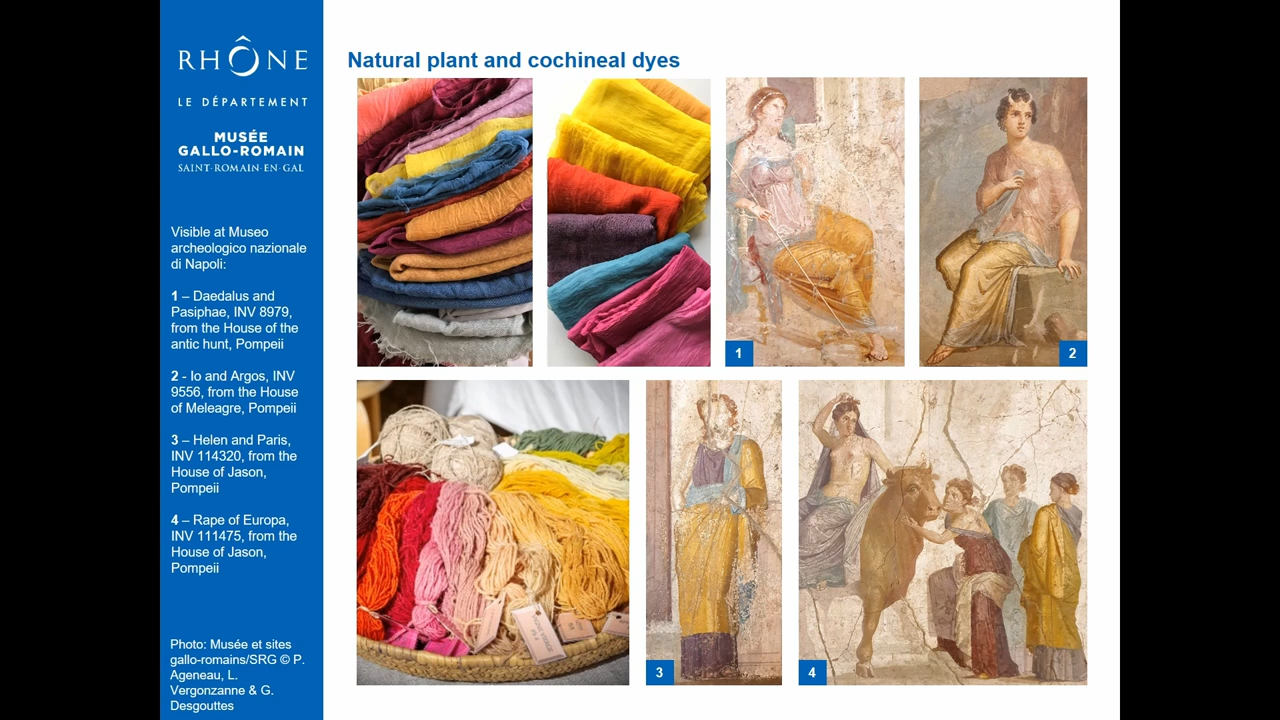 RHÔNE
LE DÉPARTEMENT
MUSÉE
GALLO-ROMAIN
SAINT-ROMAIN-EN-GAL
Visible at Museo
archeologico nazionale
di Napoli:
1 – Daedalus and
Pasiphae, INV 8979,
from the House of the
antic hunt, Pompeii
2 - Io and Argos, INV
9556, from the House
of Meleagre, Pompeii
3 – Helen and Paris,
INV 114320, from the
House of Jason,
Pompeii
4 – Rape of Europa,
INV 111475, from the
House of Jason,
Pompeii
Photo: Musée et sites
gallo-romains/SRG © P.
Ageneau, L.
Vergonzanne & G.
Desgouttes
Natural plant and cochineal dyes
1
2
3
4